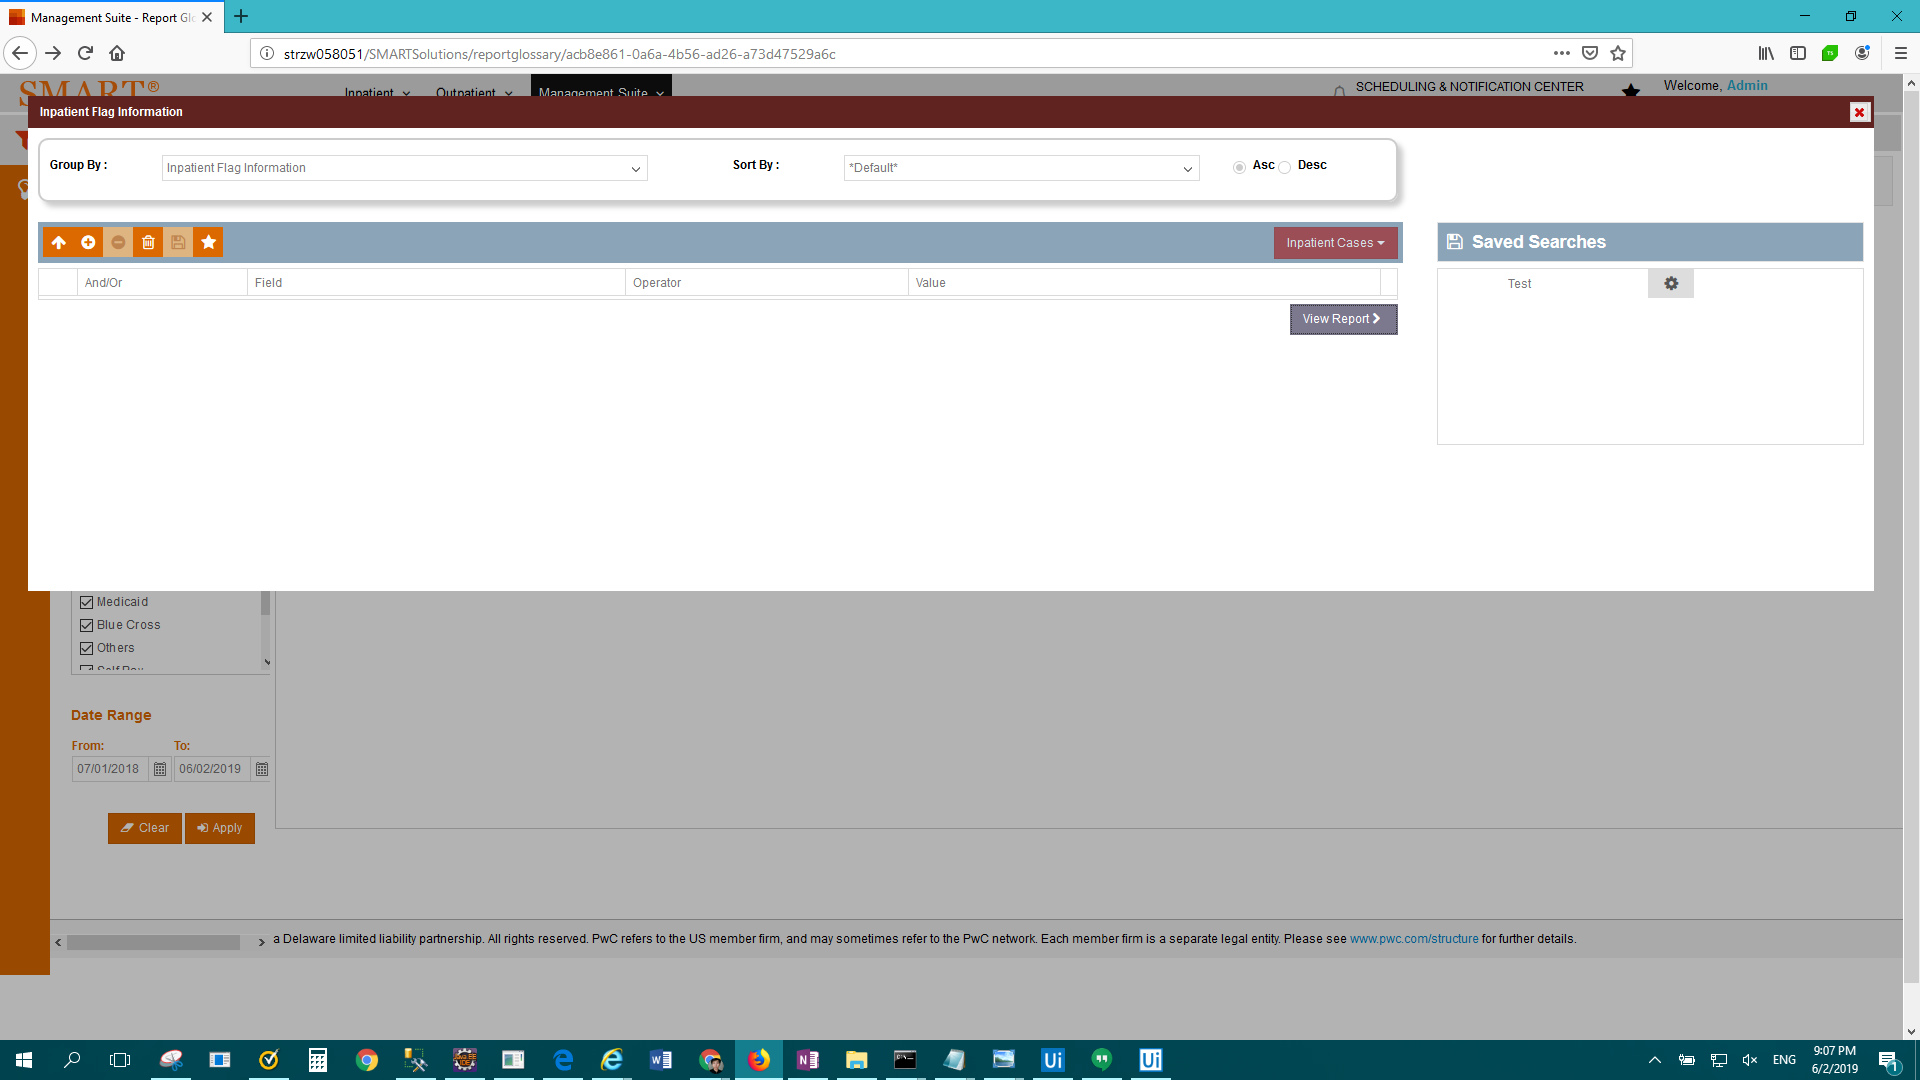 Management Suite - Report Glo
strzw058051/SMARTSolutions/reportglossary/acb8e861-0a6a-4b56-ad26-a73d47529a6c
SMART®
Inpatient Outpatient Management Suite SCHEDULING & NOTIFICATION CENTER Welcome, Admin
Inpatient Flag Information
Group By : Inpatient Flag Information Sort By : *Default* Asc Desc
Inpatient Cases Saved Searches
And/Or Field Operator Value Test
View Report
Medicaid
Blue Cross
Others
Self Pay
Date Range
From: To:
07/01/2018 06/02/2019
Clear Apply
a Delaware limited liability partnership. All rights reserved. PwC refers to the US member firm, and may sometimes refer to the PwC network. Each member firm is a separate legal entity. Please see www.pwc.com/structure for further details.
ENG 9:07 PM
6/2/2019
1